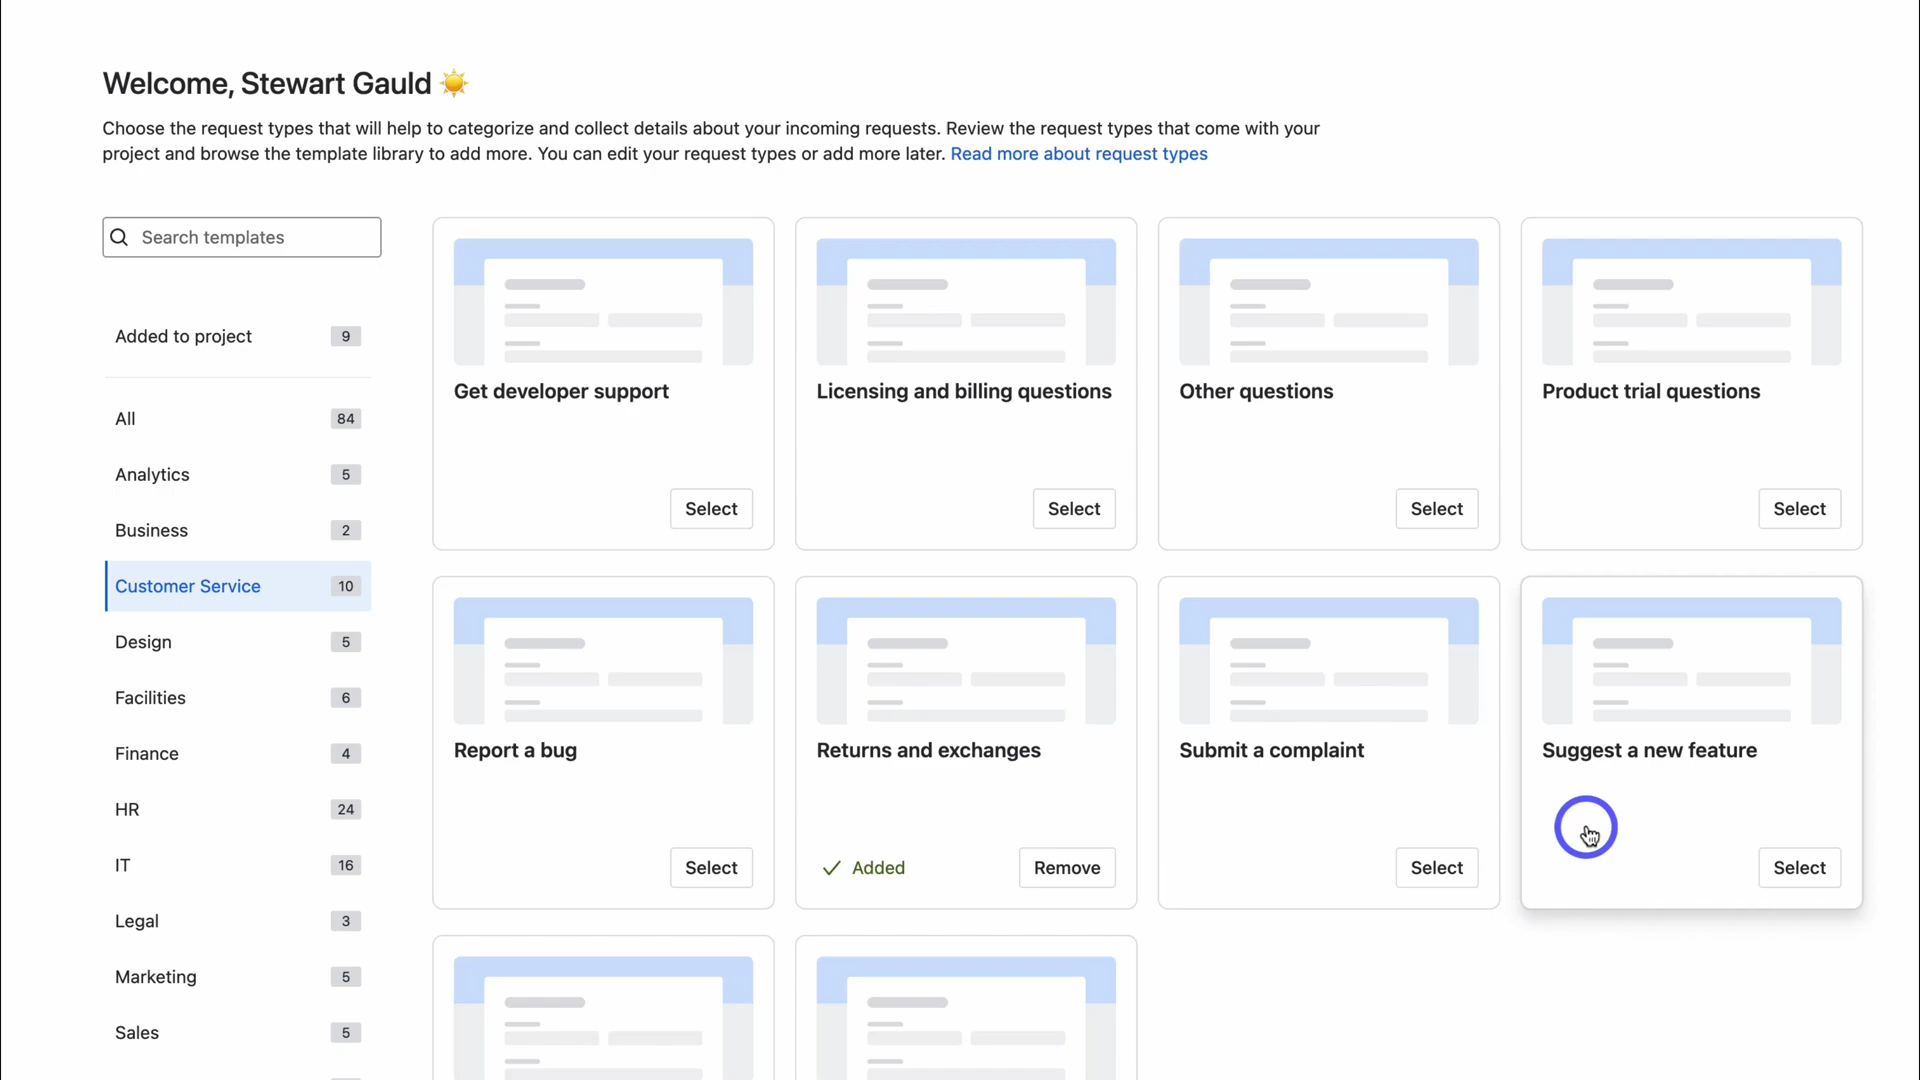 Welcome, Stewart Gauld
Choose the request types that will help to categorize and collect details about your incoming requests. Review the request types that come with your
project and browse the template library to add more. You can edit your request types or add more later. Read more about request types
Search templates
Added to project 9
All 84
Analytics 5
Business 2
Customer Service 10
Design 5
Facilities 6
Finance 4
HR 24
IT 16
Legal 3
Marketing 5
Sales 5
Get developer support
Select
Licensing and billing questions
Select
Other questions
Select
Product trial questions
Select
Report a bug
Select
Returns and exchanges
Added
Remove
Submit a complaint
Select
Suggest a new feature
Select